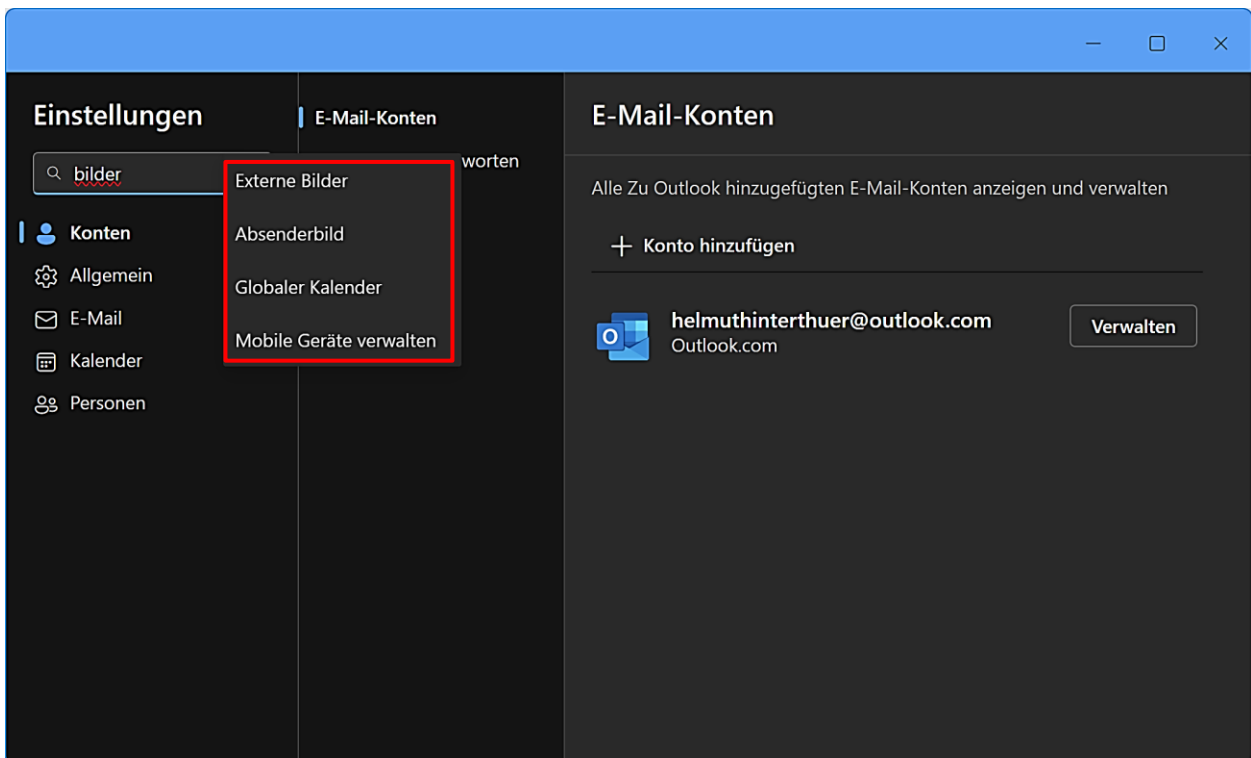 Einstellungen
bilder
Konten
Allgemein
E-Mail
Kalender
Personen
E-Mail-Konten
worten
Externe Bilder
Absenderbild
Globaler Kalender
Mobile Geräte verwalten
E-Mail-Konten
Alle Zu Outlook hinzugefügten E-Mail-Konten anzeigen und verwalten
Konto hinzufügen
O
helmuthinterthuer@outlook.com
Outlook.com
Verwalten